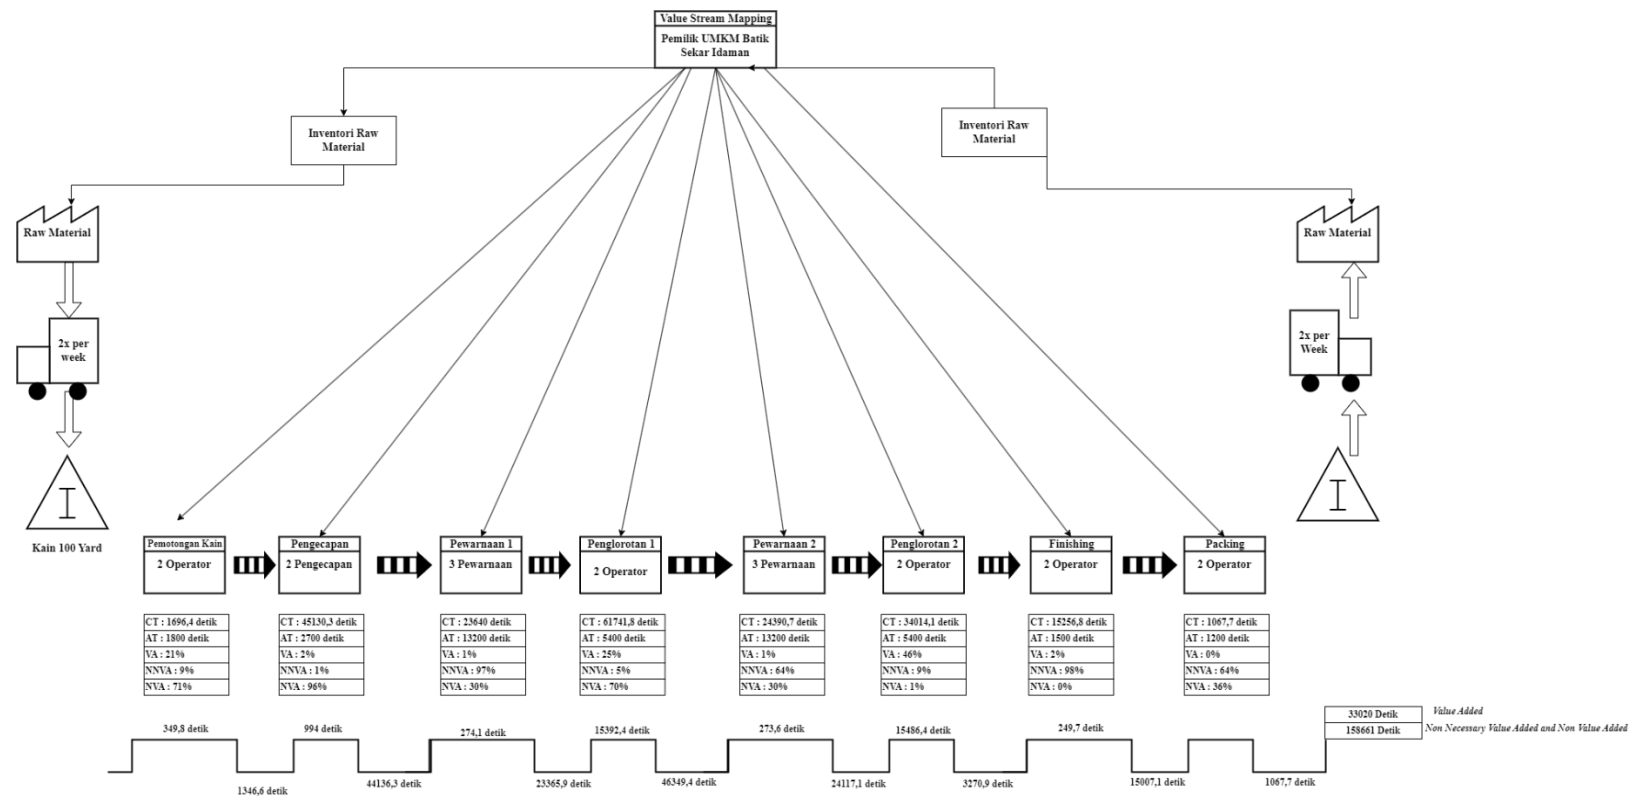 Value Stream Mapping
Pemilik UMKM Batik
Sekar Idaman
Inventori Raw
Material
Inventori Raw
Material
Raw Material
Raw Material
2x per
week
2x per
Week
I
I
Kain 100 Yard
Pemotongan Kain
2 Operator
Pengecapan
2 Pengecapan
Pewarnaan 1
3 Pewarnaan
Penglorotan 1
2 Operator
Pewarnaan 2
3 Pewarnaan
Penglorotan 2
2 Operator
Finishing
2 Operator
Packing
2 Operator
CT : 1696,4 detik
AT : 1800 detik
VA : 21%
NNVA : 9%
NVA : 71%
CT : 45130,3 detik
AT : 2700 detik
VA : 2%
NNVA : 1%
NVA : 96%
CT : 23640 detik
AT : 13200 detik
VA : 1%
NNVA : 97%
NVA : 30%
CT : 61741,8 detik
AT : 5400 detik
VA : 25%
NNVA : 5%
NVA : 70%
CT : 24390,7 detik
AT : 13200 detik
VA : 1%
NNVA : 64%
NVA : 30%
CT : 34014,1 detik
AT : 5400 detik
VA : 46%
NNVA : 9%
NVA : 1%
CT : 15256,8 detik
AT : 1500 detik
VA : 2%
NNVA : 98%
NVA : 0%
CT : 1067,7 detik
AT : 1200 detik
VA : 0%
NNVA : 64%
NVA : 36%
349,8 detik
994 detik
274,1 detik
15392,4 detik
273,6 detik
15486,4 detik
249,7 detik
1346,6 detik
44136,3 detik
23365,9 detik
46349,4 detik
24117,1 detik
3270,9 detik
15007,1 detik
1067,7 detik
33020 Detik
Value Added
158661 Detik
Non Necessary Value Added and Non Value Added